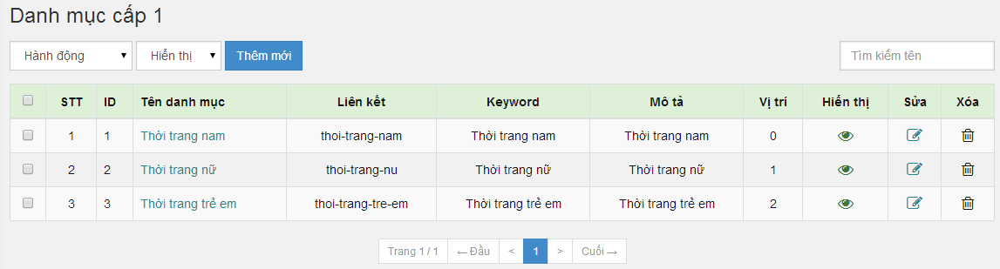 Danh mục cấp 1
Hành động Hiển thị Thêm mới Tìm kiếm tên
STT ID Tên danh mục Liên kết Keyword Mô tả Vị trí Hiển thị Sửa Xóa
1 1 Thời trang nam thoi-trang-nam Thời trang nam Thời trang nam 0
2 2 Thời trang nữ thoi-trang-nu Thời trang nữ Thời trang nữ 1
3 3 Thời trang trẻ em thoi-trang-tre-em Thời trang trẻ em Thời trang trẻ em 2
Trang 1 / 1 ← Đầu < 1 > Cuối →